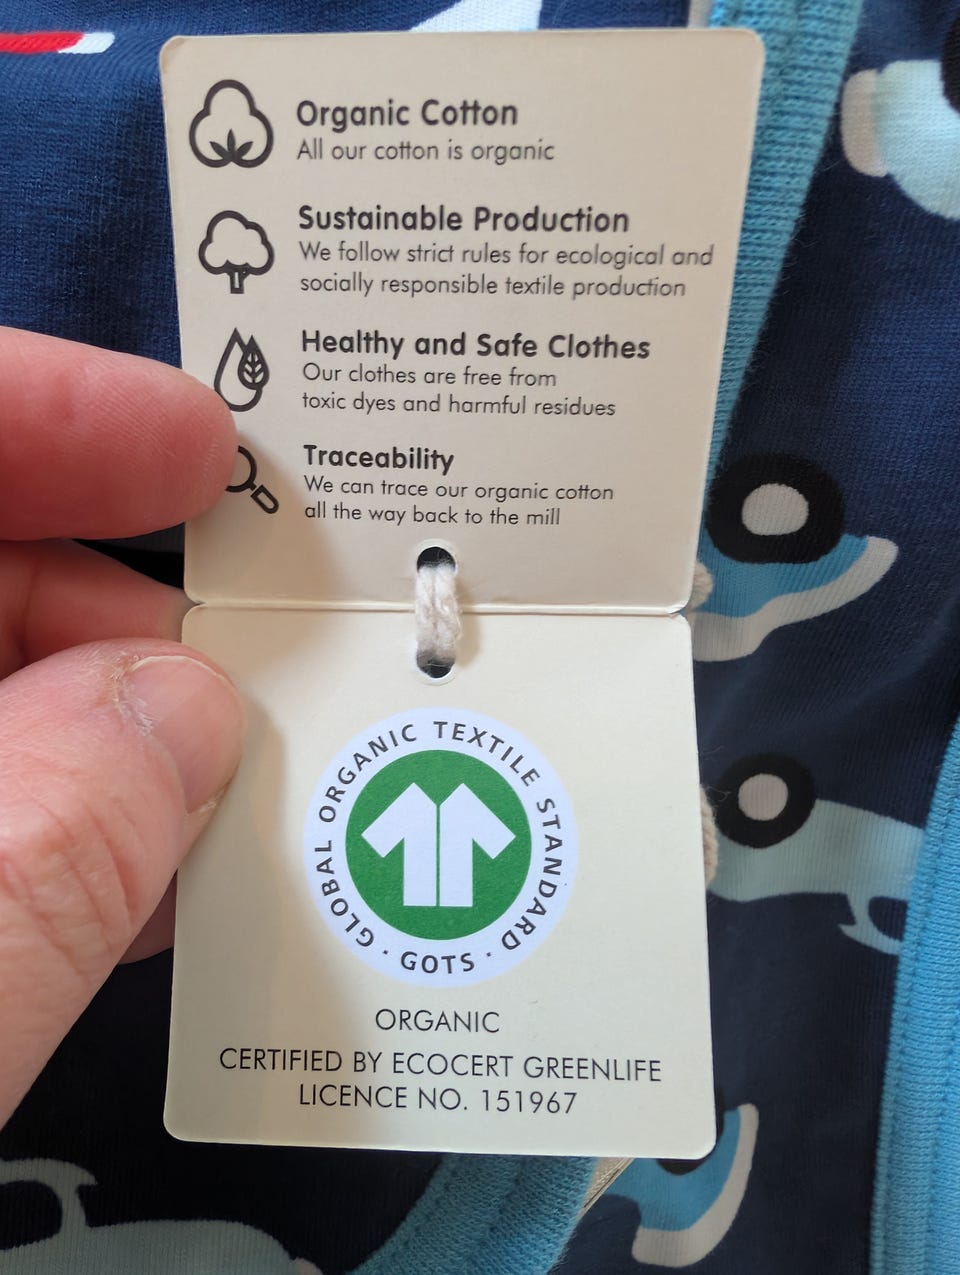 Organic Cotton
All our cotton is organic
Sustainable Production
We follow strict rules for ecological and
socially responsible textile production
Healthy and Safe Clothes
Our clothes are free from
toxic dyes and harmful residues
Traceability
We can trace our organic cotton
all the way back to the mill
GLOBAL ORGANIC TEXTILE STANDARD · GOTS ·
ORGANIC
CERTIFIED BY ECOCERT GREENLIFE
LICENCE NO. 151967